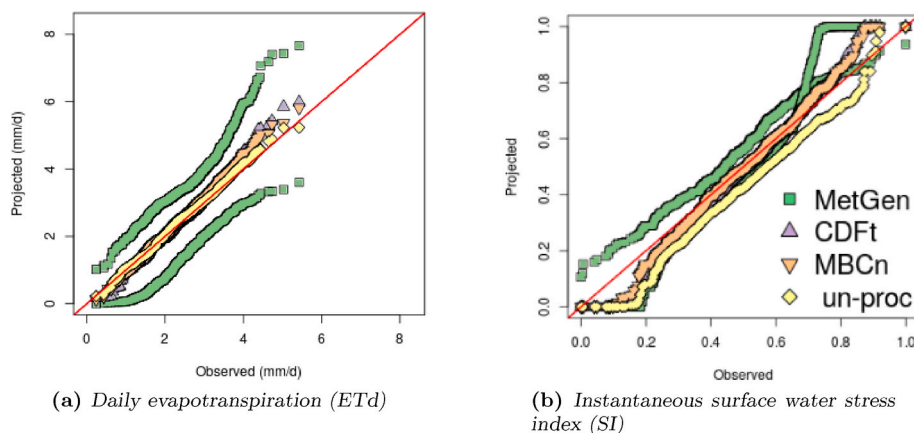 8
6
4
2
0
Projected (mm/d)
0 2 4 6 8
Observed (mm/d)
(a) Daily evapotranspiration (ETd)
1.0
0.8
0.6
0.4
0.2
0.0
Projected
MetGen
CDFt
MBCn
un-proc
0.0 0.2 0.4 0.6 0.8 1.0
Observed
(b) Instantaneous surface water stress
index (SI)